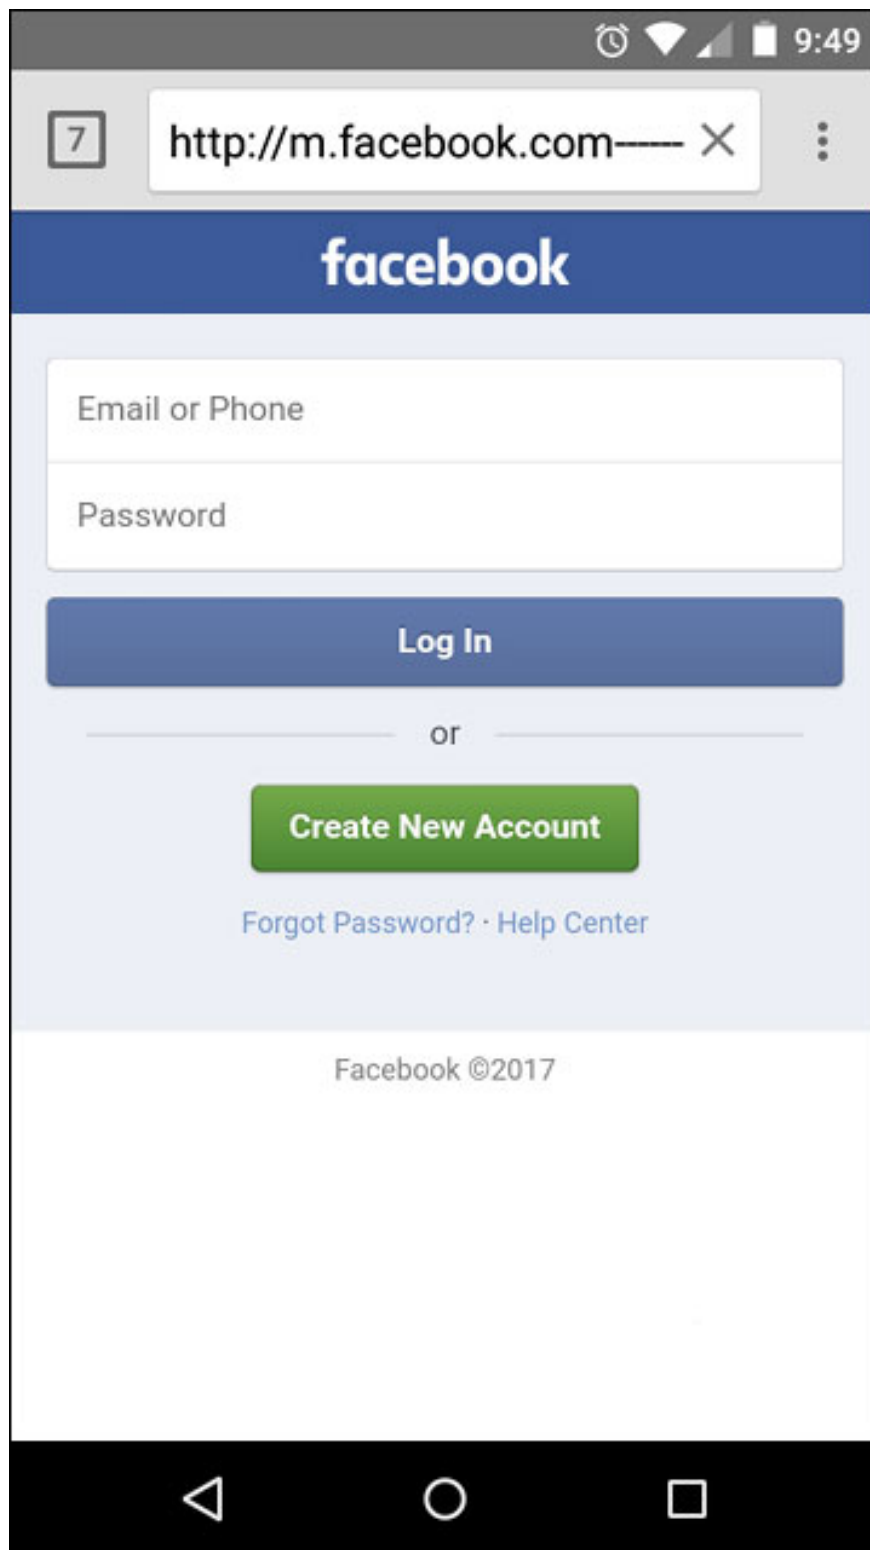 9:49
7
http://m.facebook.com------
facebook
Email or Phone
Password
Log In
or
Create New Account
Forgot Password? · Help Center
Facebook ©2017